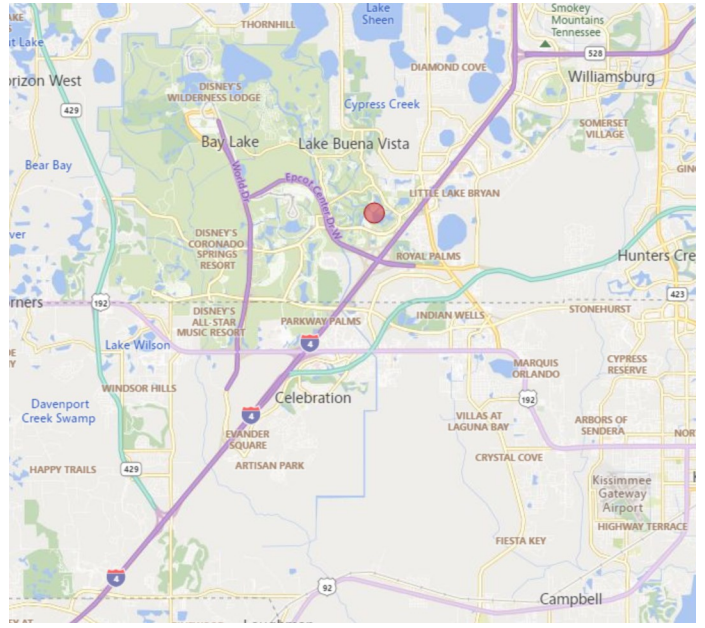 Lake
Sheen
Smokey
Mountains
Tennessee
THORNHILL
528
DIAMOND COVE
Williamsburg
orizon West
DISNEY'S
WILDERNESS LODGE
429
Cypress Creek
SOMERSET
VILLAGE
Bay Lake
Lake Buena Vista
Bear Bay
World Dr
Epcot Center Dr W
LITTLE LAKE BRYAN
DISNEY'S
CORONADO
SPRINGS
RESORT
ROYAL PALMS
Hunters Cre
423
192
DISNEY'S
ALL-STAR
MUSIC RESORT
PARKWAY PALMS
INDIAN WELLS
STONEHURST
Lake Wilson
4
MARQUIS
ORLANDO
CYPRESS
RESERVE
WINDSOR HILLS
Celebration
192
Davenport
Creek Swamp
4
EVANDER
SQUARE
VILLAS AT
LAGUNA BAY
ARBORS OF
SENDERA
NOR
HAPPY TRAILS
429
ARTISAN PARK
CRYSTAL COVE
Kissimmee
Gateway
Airport
HIGHWAY TERRACE
FIESTA KEY
4
92
Campbell